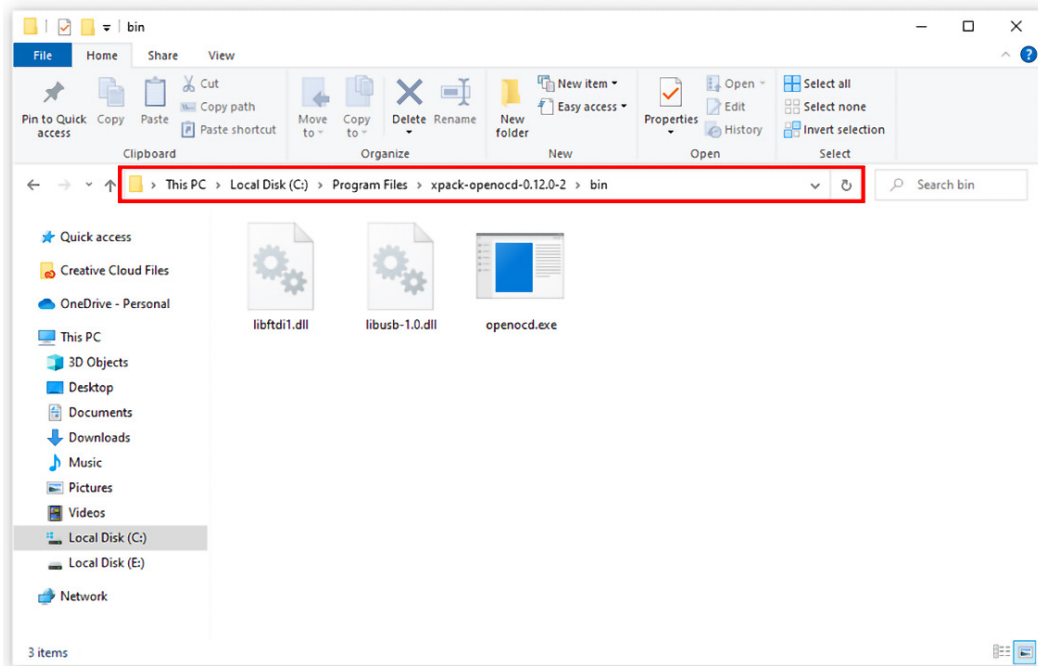 bin
File Home Share View
Pin to Quick access
Copy
Paste
Cut
Copy path
Paste shortcut
Clipboard
Move to
Copy to
Delete
Rename
Organize
New folder
New item
Easy access
New
Properties
Open
Edit
History
Open
Select all
Select none
Invert selection
Select
This PC > Local Disk (C:) > Program Files > xpack-openocd-0.12.0-2 > bin
Search bin
Quick access
Creative Cloud Files
OneDrive - Personal
This PC
3D Objects
Desktop
Documents
Downloads
Music
Pictures
Videos
Local Disk (C:)
Local Disk (E:)
Network
libftdi1.dll
libusb-1.0.dll
openocd.exe
3 items